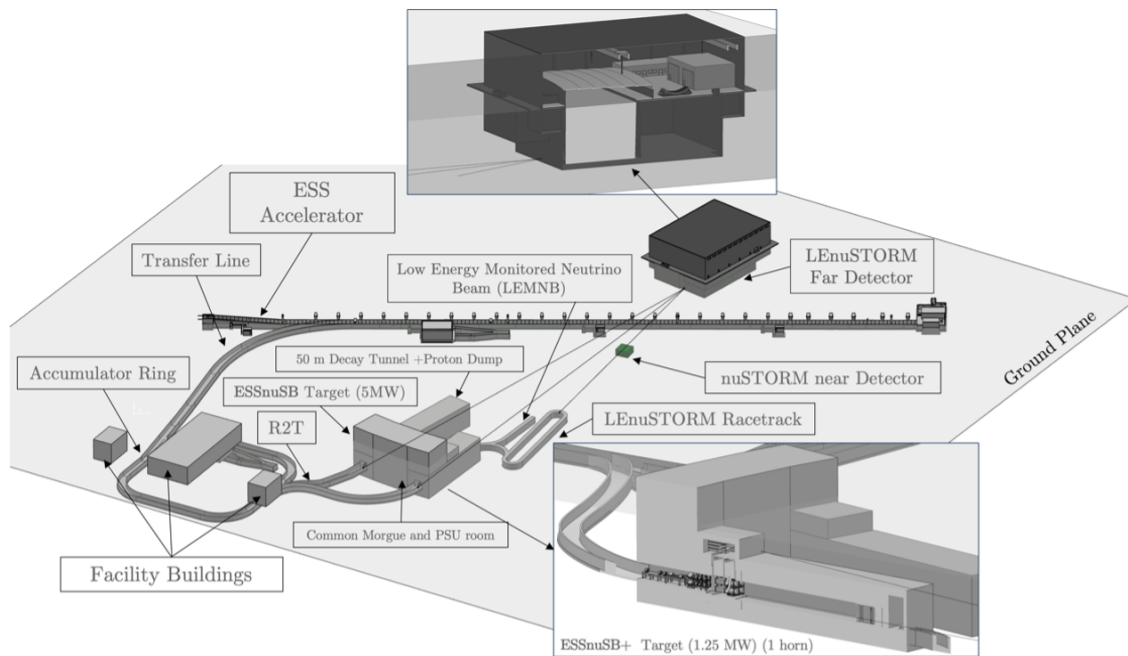 ESS
Accelerator
Transfer Line
Low Energy Monitored Neutrino
Beam (LEMNB)
LEnuSTORM
Far Detector
50 m Decay Tunnel +Proton Dump
Accumulator Ring
ESSnuSB Target (5MW)
nuSTORM near Detector
Ground Plane
R2T
LEnuSTORM Racetrack
Common Morgue and PSU room
Facility Buildings
ESSnuSB+ Target (1.25 MW) (1 horn)